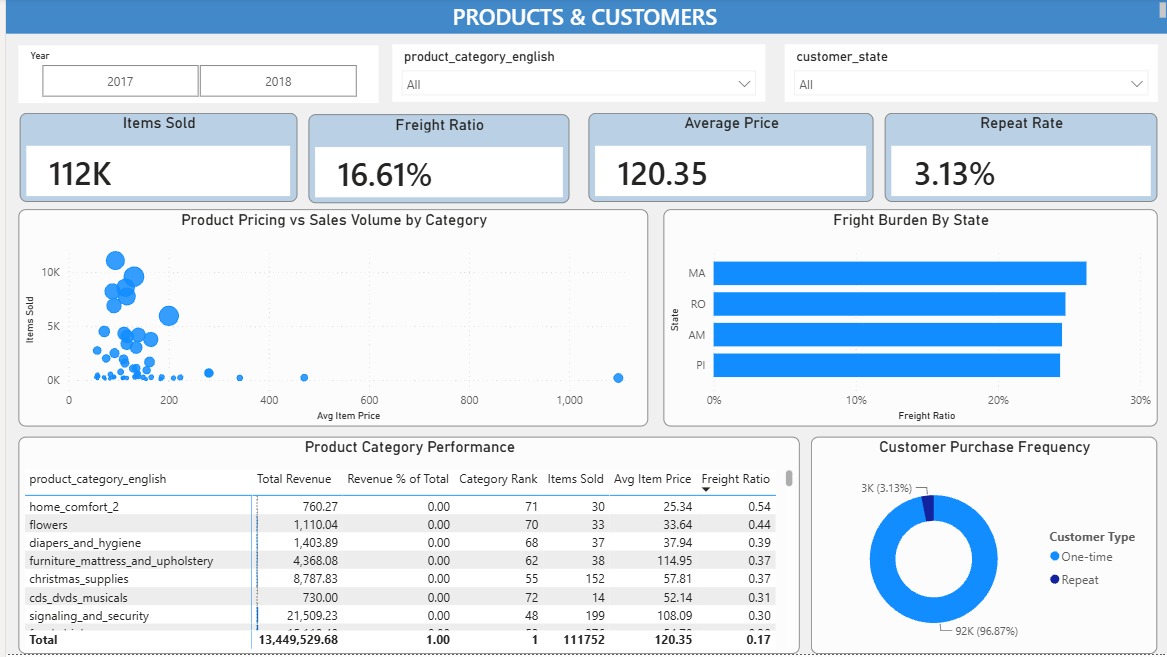 PRODUCTS & CUSTOMERS
Year
2017 2018
product_category_english
All
customer_state
All
Items Sold
112K
Freight Ratio
16.61%
Average Price
120.35
Repeat Rate
3.13%
Product Pricing vs Sales Volume by Category
Items Sold
10K
5K
0K
0 200 400 600 800 1,000
Avg Item Price
Fright Burden By State
State
MA
RO
AM
PI
0% 10% 20% 30%
Freight Ratio
Product Category Performance
product_category_english Total Revenue Revenue % of Total Category Rank Items Sold Avg Item Price Freight Ratio
home_comfort_2 760.27 0.00 71 30 25.34 0.54
flowers 1,110.04 0.00 70 33 33.64 0.44
diapers_and_hygiene 1,403.89 0.00 68 37 37.94 0.39
furniture_mattress_and_upholstery 4,368.08 0.00 62 38 114.95 0.37
christmas_supplies 8,787.83 0.00 55 152 57.81 0.37
cds_dvds_musicals 730.00 0.00 72 14 52.14 0.31
signaling_and_security 21,509.23 0.00 48 199 108.09 0.30
Total 13,449,529.68 1.00 1 111752 120.35 0.17
Customer Purchase Frequency
3K (3.13%)
92K (96.87%)
Customer Type
One-time
Repeat